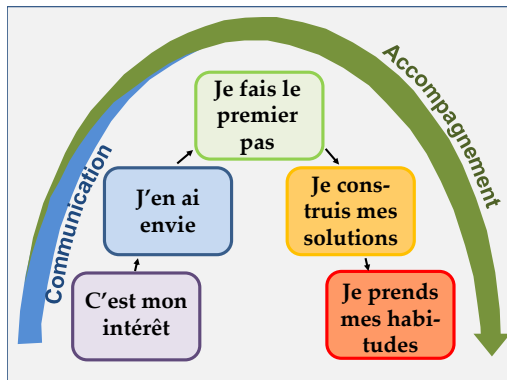 Communication
Accompagnement
Je fais le
premier
pas
J’en ai
envie
Je cons-
truis mes
solutions
C’est mon
intérêt
Je prends
mes habi-
tudes